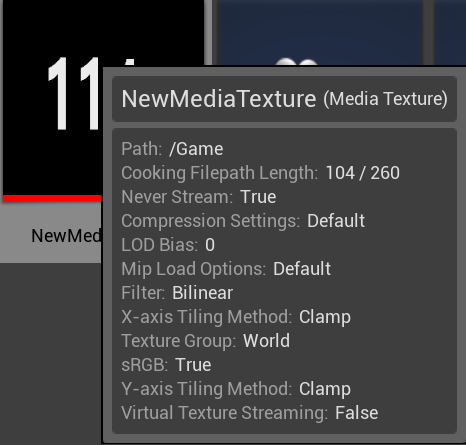 NewMediaTexture (Media Texture)
Path: /Game
Cooking Filepath Length: 104 / 260
Never Stream: True
Compression Settings: Default
LOD Bias: 0
Mip Load Options: Default
Filter: Bilinear
X-axis Tiling Method: Clamp
Texture Group: World
sRGB: True
Y-axis Tiling Method: Clamp
Virtual Texture Streaming: False